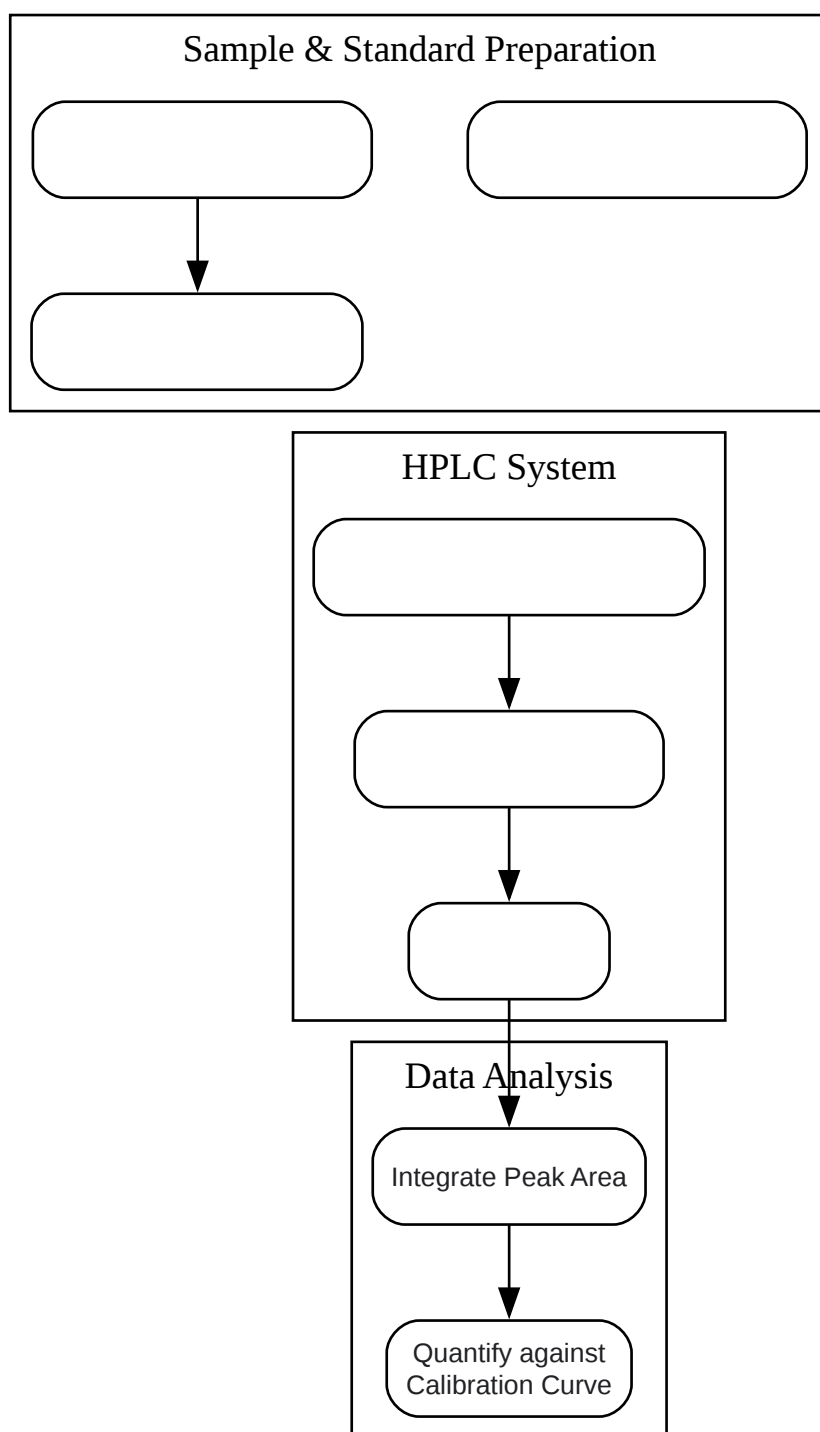 Sample & Standard Preparation
HPLC System
Data Analysis
Integrate Peak Area
Quantify against
Calibration Curve